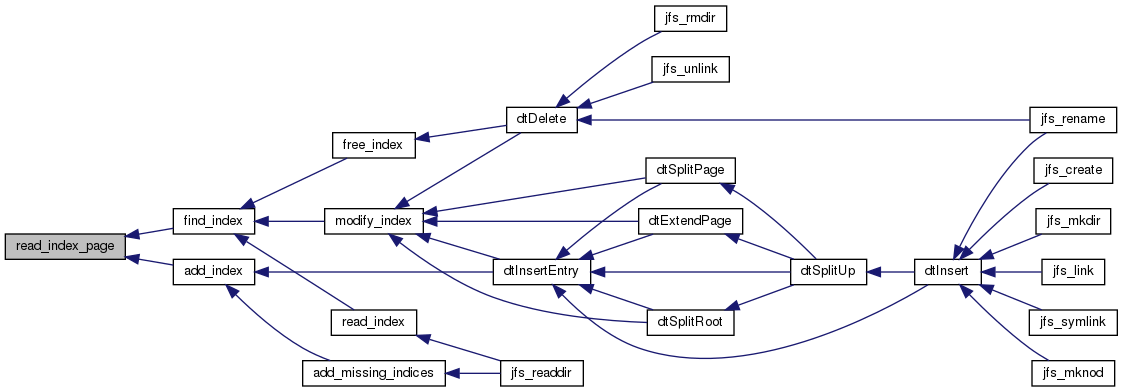 jfs_rmdir
jfs_unlink
dtDelete
jfs_rename
free_index
dtSplitPage
jfs_create
find_index
modify_index
dtExtendPage
jfs_mkdir
read_index_page
add_index
dtInsertEntry
dtSplitUp
dtInsert
jfs_link
read_index
dtSplitRoot
jfs_symlink
add_missing_indices
jfs_readdir
jfs_mknod